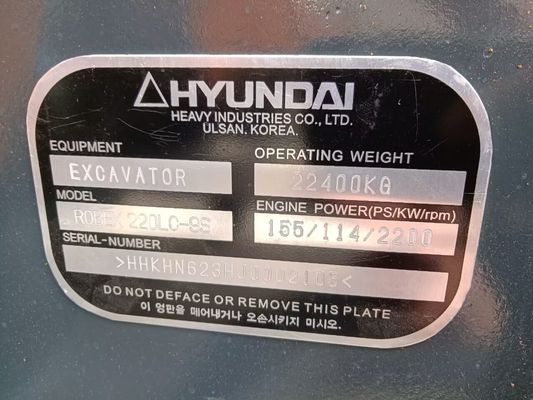 HYUNDAI
HEAVY INDUSTRIES CO., LTD.
ULSAN. KOREA.
EQUIPMENT
EXCAVATOR
OPERATING WEIGHT
22400KG
MODEL
ROBEX 220LC-9S
ENGINE POWER(PS/KW/rpm)
155/114/2200
SERIAL-NUMBER
DO NOT DEFACE OR REMOVE THIS PLATE
이 명판을 떼어내거나 오손시키지 마시오.